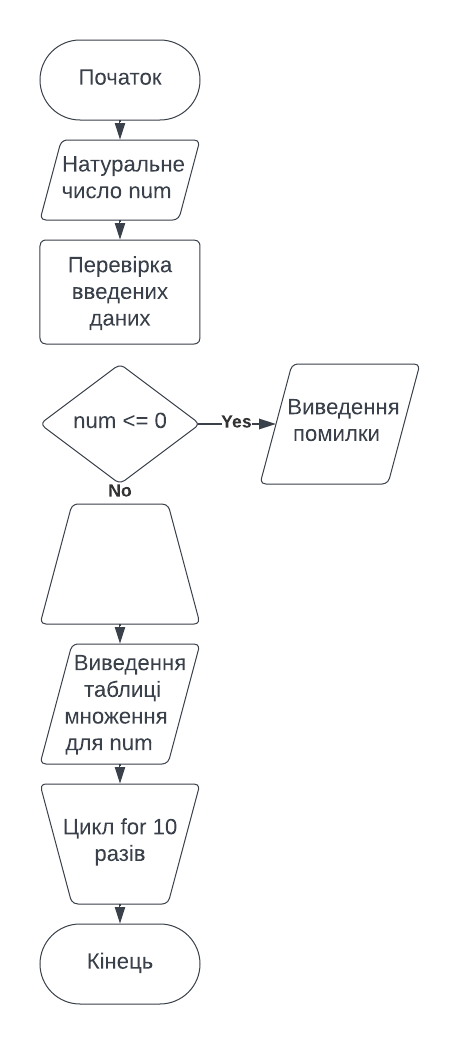 Початок
Натуральне
число num
Перевірка
введених
даних
num <= 0
Yes
Виведення
помилки
No
Виведення
таблиці
множення
для num
Цикл for 10
разів
Кінець